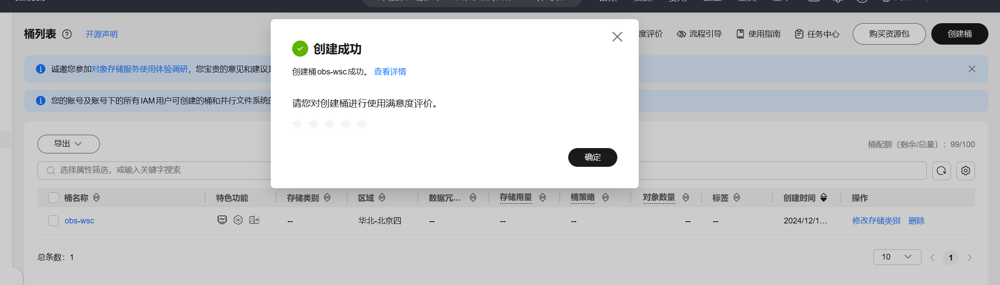 桶列表 开源声明
度评价 流程引导 使用指南 任务中心 购买资源包 创建桶
创建成功
诚邀您参加对象存储服务使用体验调研，您宝贵的意见和建议
创建桶obs-wsc成功。 查看详情
您的账号及账号下的所有IAM用户可创建的桶和并行文件系统
请您对创建桶进行使用满意度评价。
导出
桶配额（剩余/总量）：99/100
确定
选择属性筛选，或输入关键字搜索
桶名称 特色功能 存储类别 区域 数据冗... 存储用量 桶策略 对象数量 标签 创建时间 操作
obs-wsc -- 华北-北京四 -- -- -- -- -- 2024/12/1... 修改存储类别 删除
总条数：1
10 1